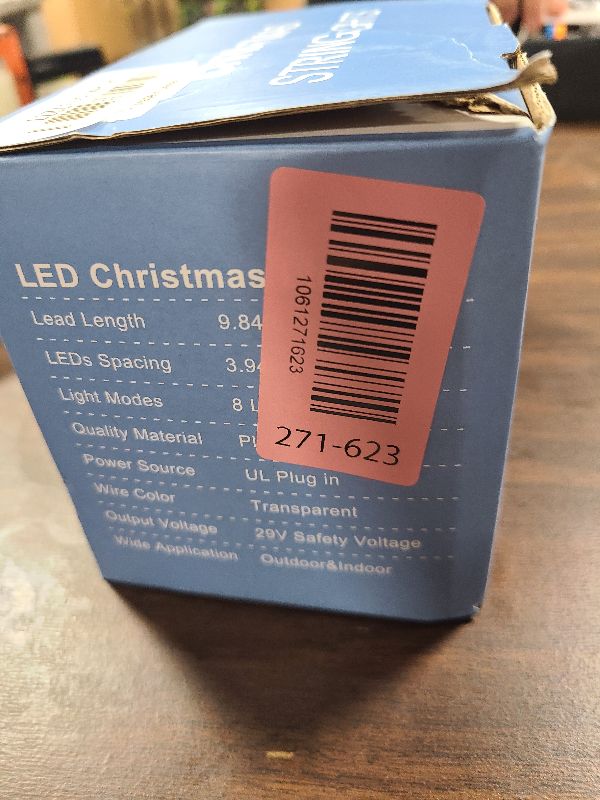 STRING
LED Christmas
Lead Length 9.84
LEDs Spacing 3.94
Light Modes 8 L
Quality Material Pl
Power Source UL Plug in
Wire Color Transparent
Output Voltage 29V Safety Voltage
Wide Application Outdoor&Indoor
1061271623
271-623